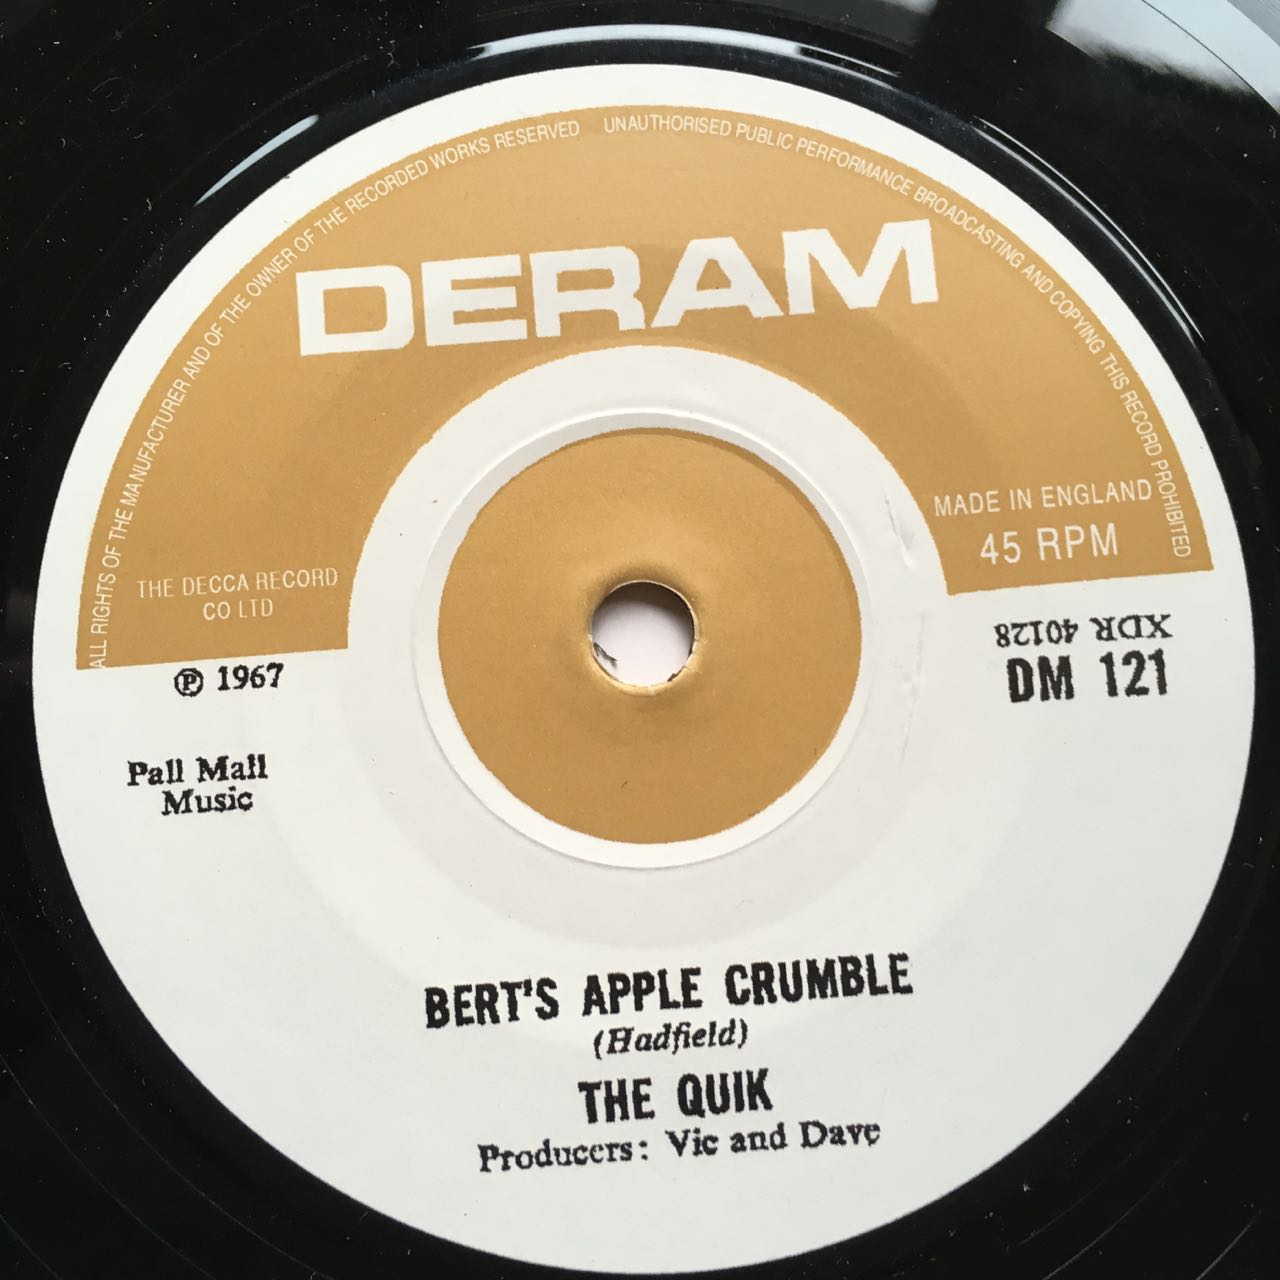 ALL RIGHTS OF THE MANUFACTURER AND OF THE OWNER OF THE RECORDED WORKS RESERVED UNAUTHORISED PUBLIC PERFORMANCE BROADCASTING AND COPYING THIS RECORD PROHIBITED
DERAM
MADE IN ENGLAND
45 RPM
THE DECCA RECORD
CO LTD
XDR 40128
DM 121
℗ 1967
Pall Mall
Music
BERT'S APPLE CRUMBLE
(Hadfield)
THE QUIK
Producers: Vic and Dave